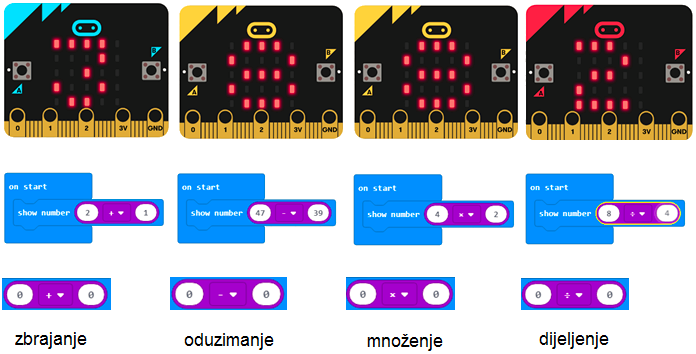 B B B B
A A A A
0 1 2 3V GND 0 1 2 3V GND 0 1 2 3V GND 0 1 2 3V GND
on start on start on start on start
show number 2 + 1 show number 47 - 39 show number 4 × 2 show number 8 ÷ 4
0 + 0 0 - 0 0 × 0 0 ÷ 0
zbrajanje oduzimanje množenje dijeljenje